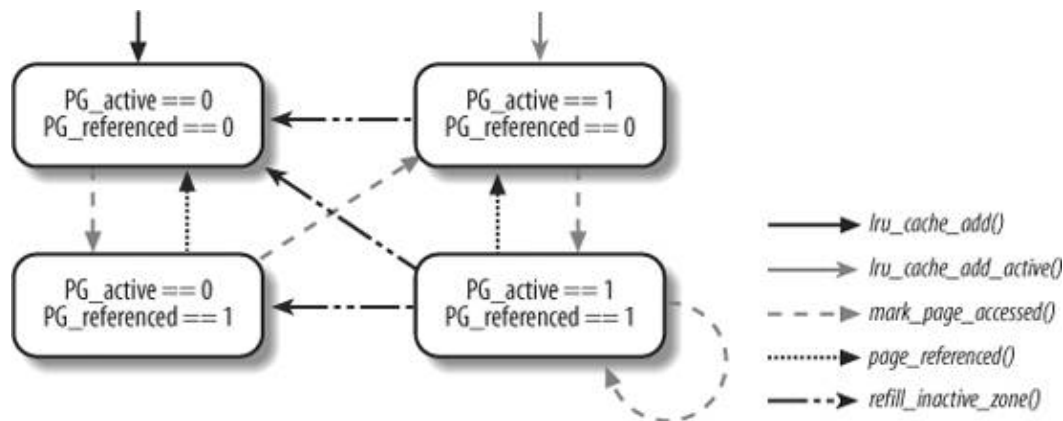 PG_active == 0
PG_referenced == 0
PG_active == 1
PG_referenced == 0
PG_active == 0
PG_referenced == 1
PG_active == 1
PG_referenced == 1
lru_cache_add()
lru_cache_add_active()
mark_page_accessed()
page_referenced()
refill_inactive_zone()